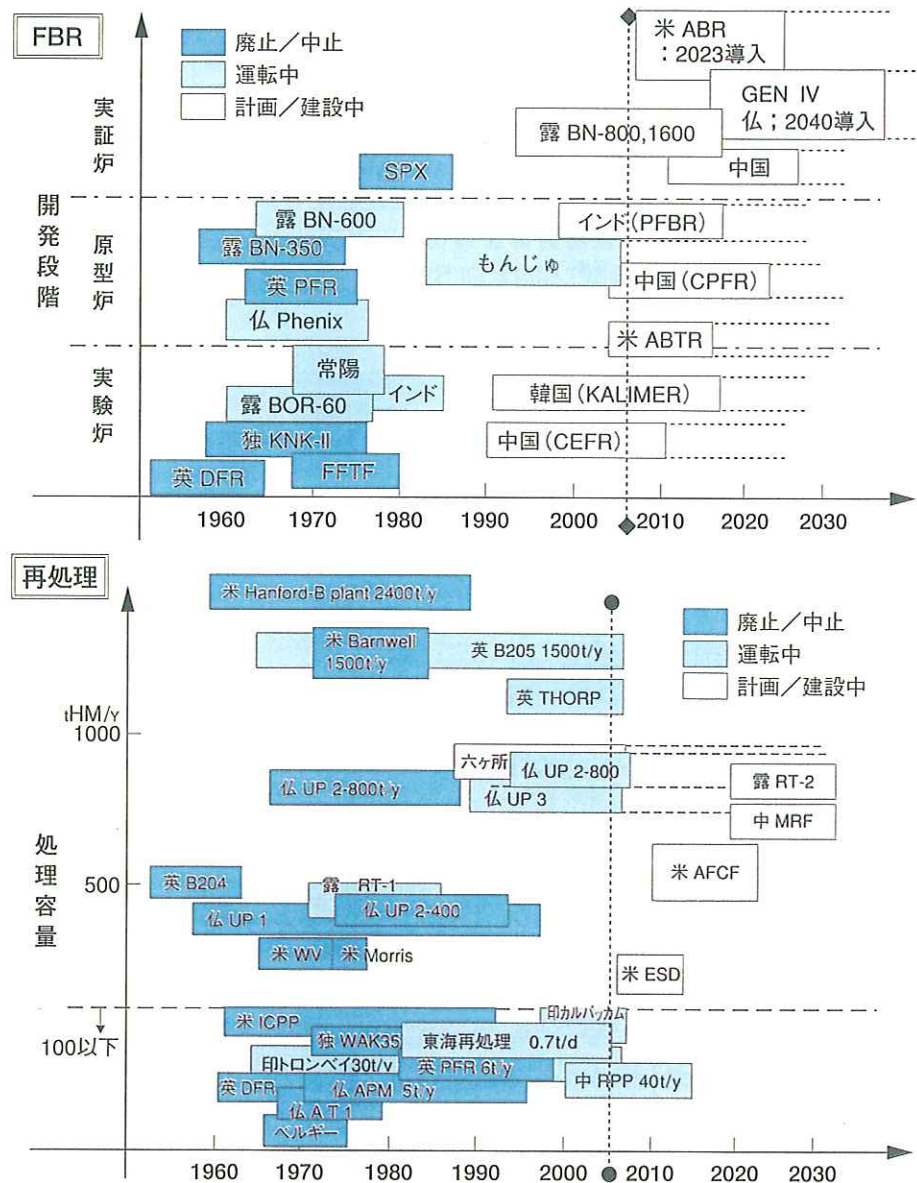 FBR
廃止／中止
運転中
計画／建設中
米 ABR
：2023導入
GEN IV
仏；2040導入
露 BN-800,1600
中国
SPX
実証炉
開発段階
露 BN-600
露 BN-350
インド(PFBR)
もんじゅ
英 PFR
中国(CPFR)
仏 Phenix
原型炉
米 ABTR
常陽
インド
露 BOR-60
韓国(KALIMER)
独 KNK-II
中国(CEFR)
英 DFR
FFTF
実験炉
1960
1970
1980
1990
2000
2010
2020
2030
再処理
米 Hanford-B plant 2400t/y
廃止／中止
運転中
計画／建設中
米 Barnwell
1500t/y
英 B205 1500t/y
英 THORP
tHM/Y
1000
六ヶ所
仏 UP 2-800
仏 UP 2-800t/y
仏 UP 3
露 RT-2
中 MRF
処理容量
500
英 B204
露 RT-1
仏 UP 2-400
仏 UP 1
米 AFCF
米 WV
米 Morris
米 ESD
100以下
米 ICPP
印カルパッカム
独 WAK35
東海再処理 0.7t/d
印トロンベイ30t/v
英 PFR 6t/y
英 DFR
仏 APM 5t/y
中 RPP 40t/y
仏 A T 1
ベルギー
1960
1970
1980
1990
2000
2010
2020
2030